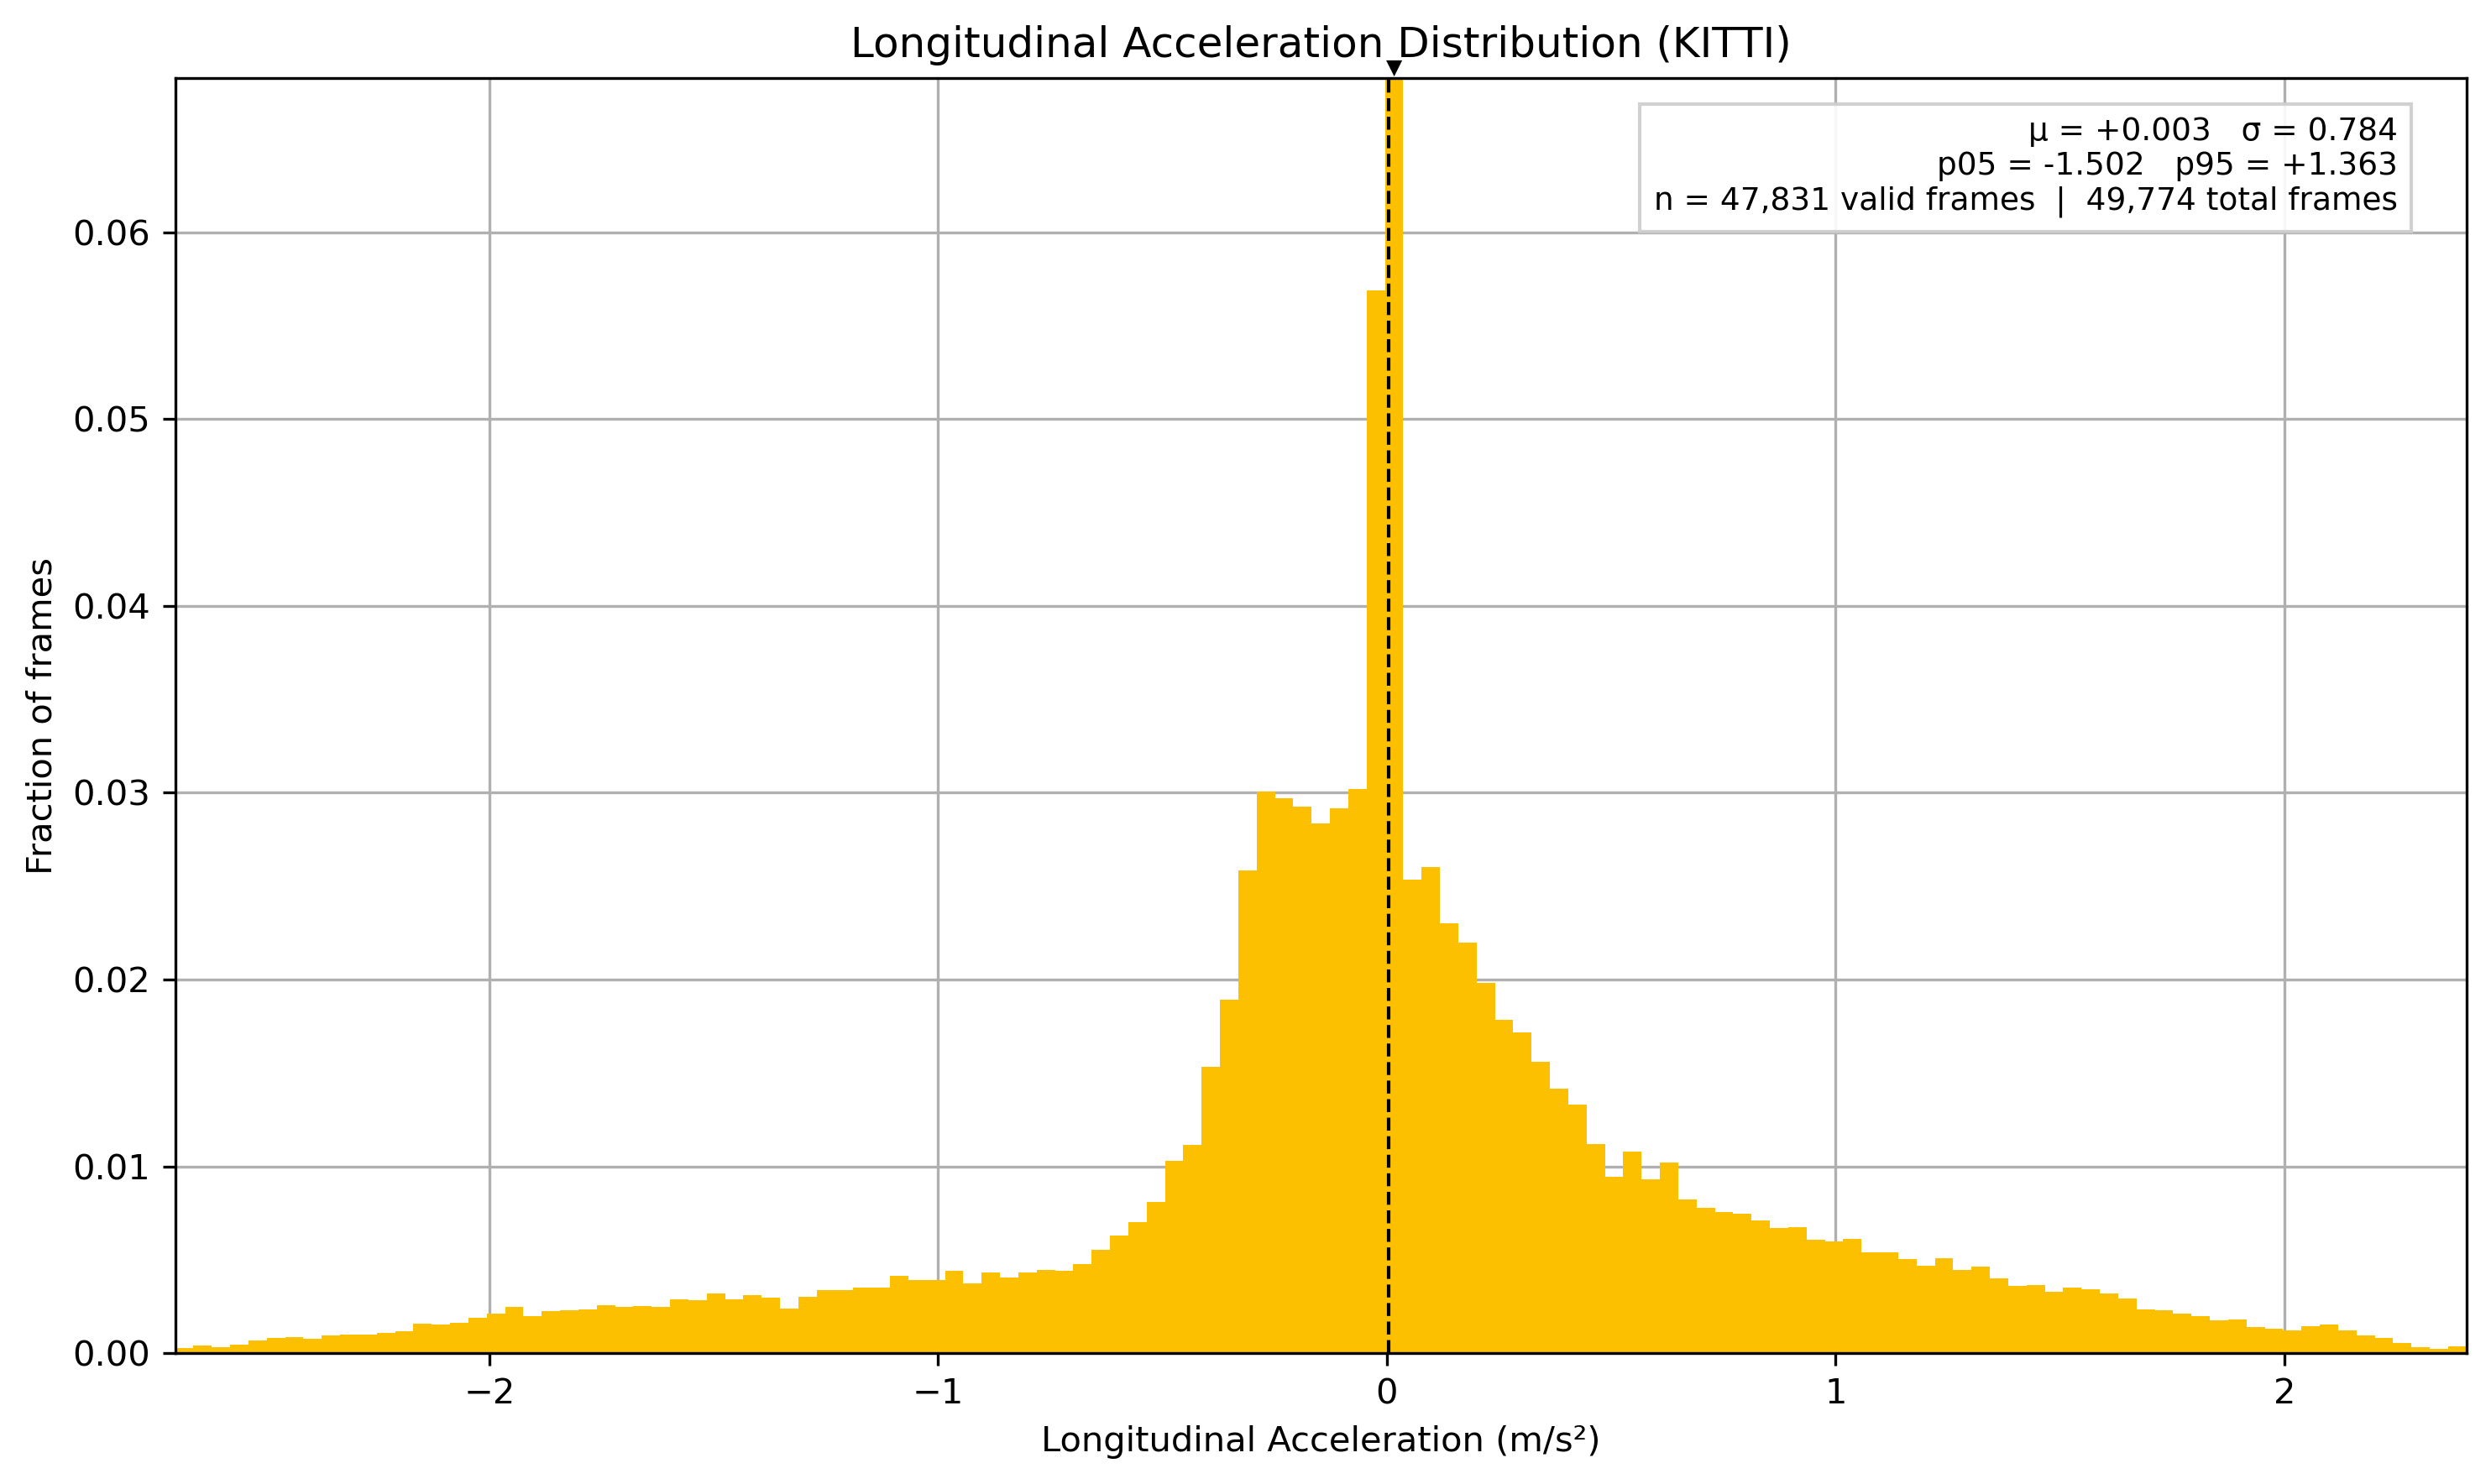 Longitudinal Acceleration Distribution (KITTI)
μ = +0.003   σ = 0.784
p05 = -1.502   p95 = +1.363
n = 47,831 valid frames  |  49,774 total frames
0.06
0.05
0.04
0.03
0.02
0.01
0.00
Fraction of frames
−2
−1
0
1
2
Longitudinal Acceleration (m/s²)